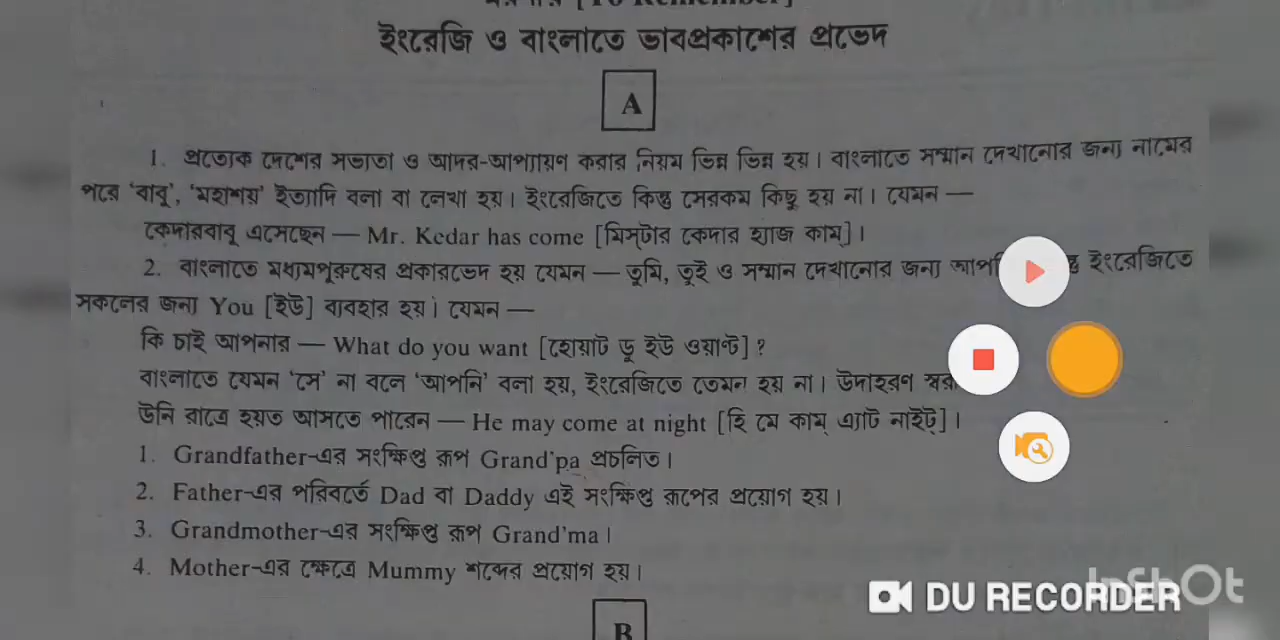 [To Remember]
ইংরেজি ও বাংলাতে ভাবপ্রকাশের প্রভেদ
A
1. প্রত্যেক দেশের সভ্যতা ও আদর-আপ্যায়ণ করার নিয়ম ভিন্ন ভিন্ন হয়। বাংলাতে সম্মান দেখানোর জন্য নামের
পরে ‘বাবু’, ‘মহাশয়’ ইত্যাদি বলা বা লেখা হয়। ইংরেজিতে কিন্তু সেরকম কিছু হয় না। যেমন —
কেদারবাবু এসেছেন — Mr. Kedar has come [মিস্টার কেদার হ্যাজ কাম্]।
2. বাংলাতে মধ্যমপুরুষের প্রকারভেদ হয় যেমন — তুমি, তুই ও সম্মান দেখানোর জন্য ইংরেজিতে
সকলের জন্য You [ইউ] ব্যবহার হয়। যেমন —
কি চাই আপনার — What do you want [হোয়াট ডু ইউ ওয়ান্ট] ?
বাংলাতে যেমন ‘সে’ না বলে ‘আপনি’ বলা হয়, ইংরেজিতে তেমন হয় না। উদাহরণ
উনি রাত্রে হয়ত আসতে পারেন — He may come at night [হি মে কাম্ এ্যাট নাইট্]।
1. Grandfather-এর সংক্ষিপ্ত রূপ Grand’pa প্রচলিত।
2. Father-এর পরিবর্তে Dad বা Daddy এই সংক্ষিপ্ত রূপের প্রয়োগ হয়।
3. Grandmother-এর সংক্ষিপ্ত রূপ Grand’ma।
4. Mother-এর ক্ষেত্রে Mummy শব্দের প্রয়োগ হয়।
DU RECORDER
InShOt
B